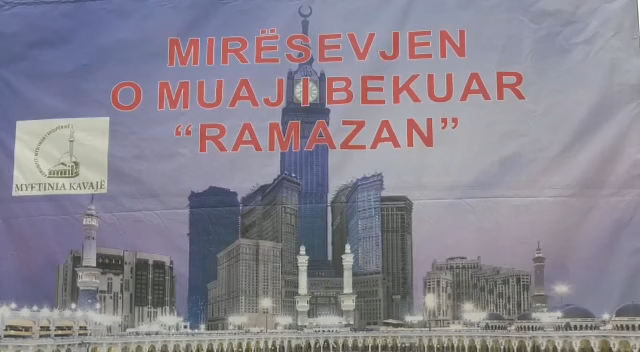 MIRËSEVJEN
O MUAJ I BEKUAR
“RAMAZAN”
MYFTINIA KAVAJË